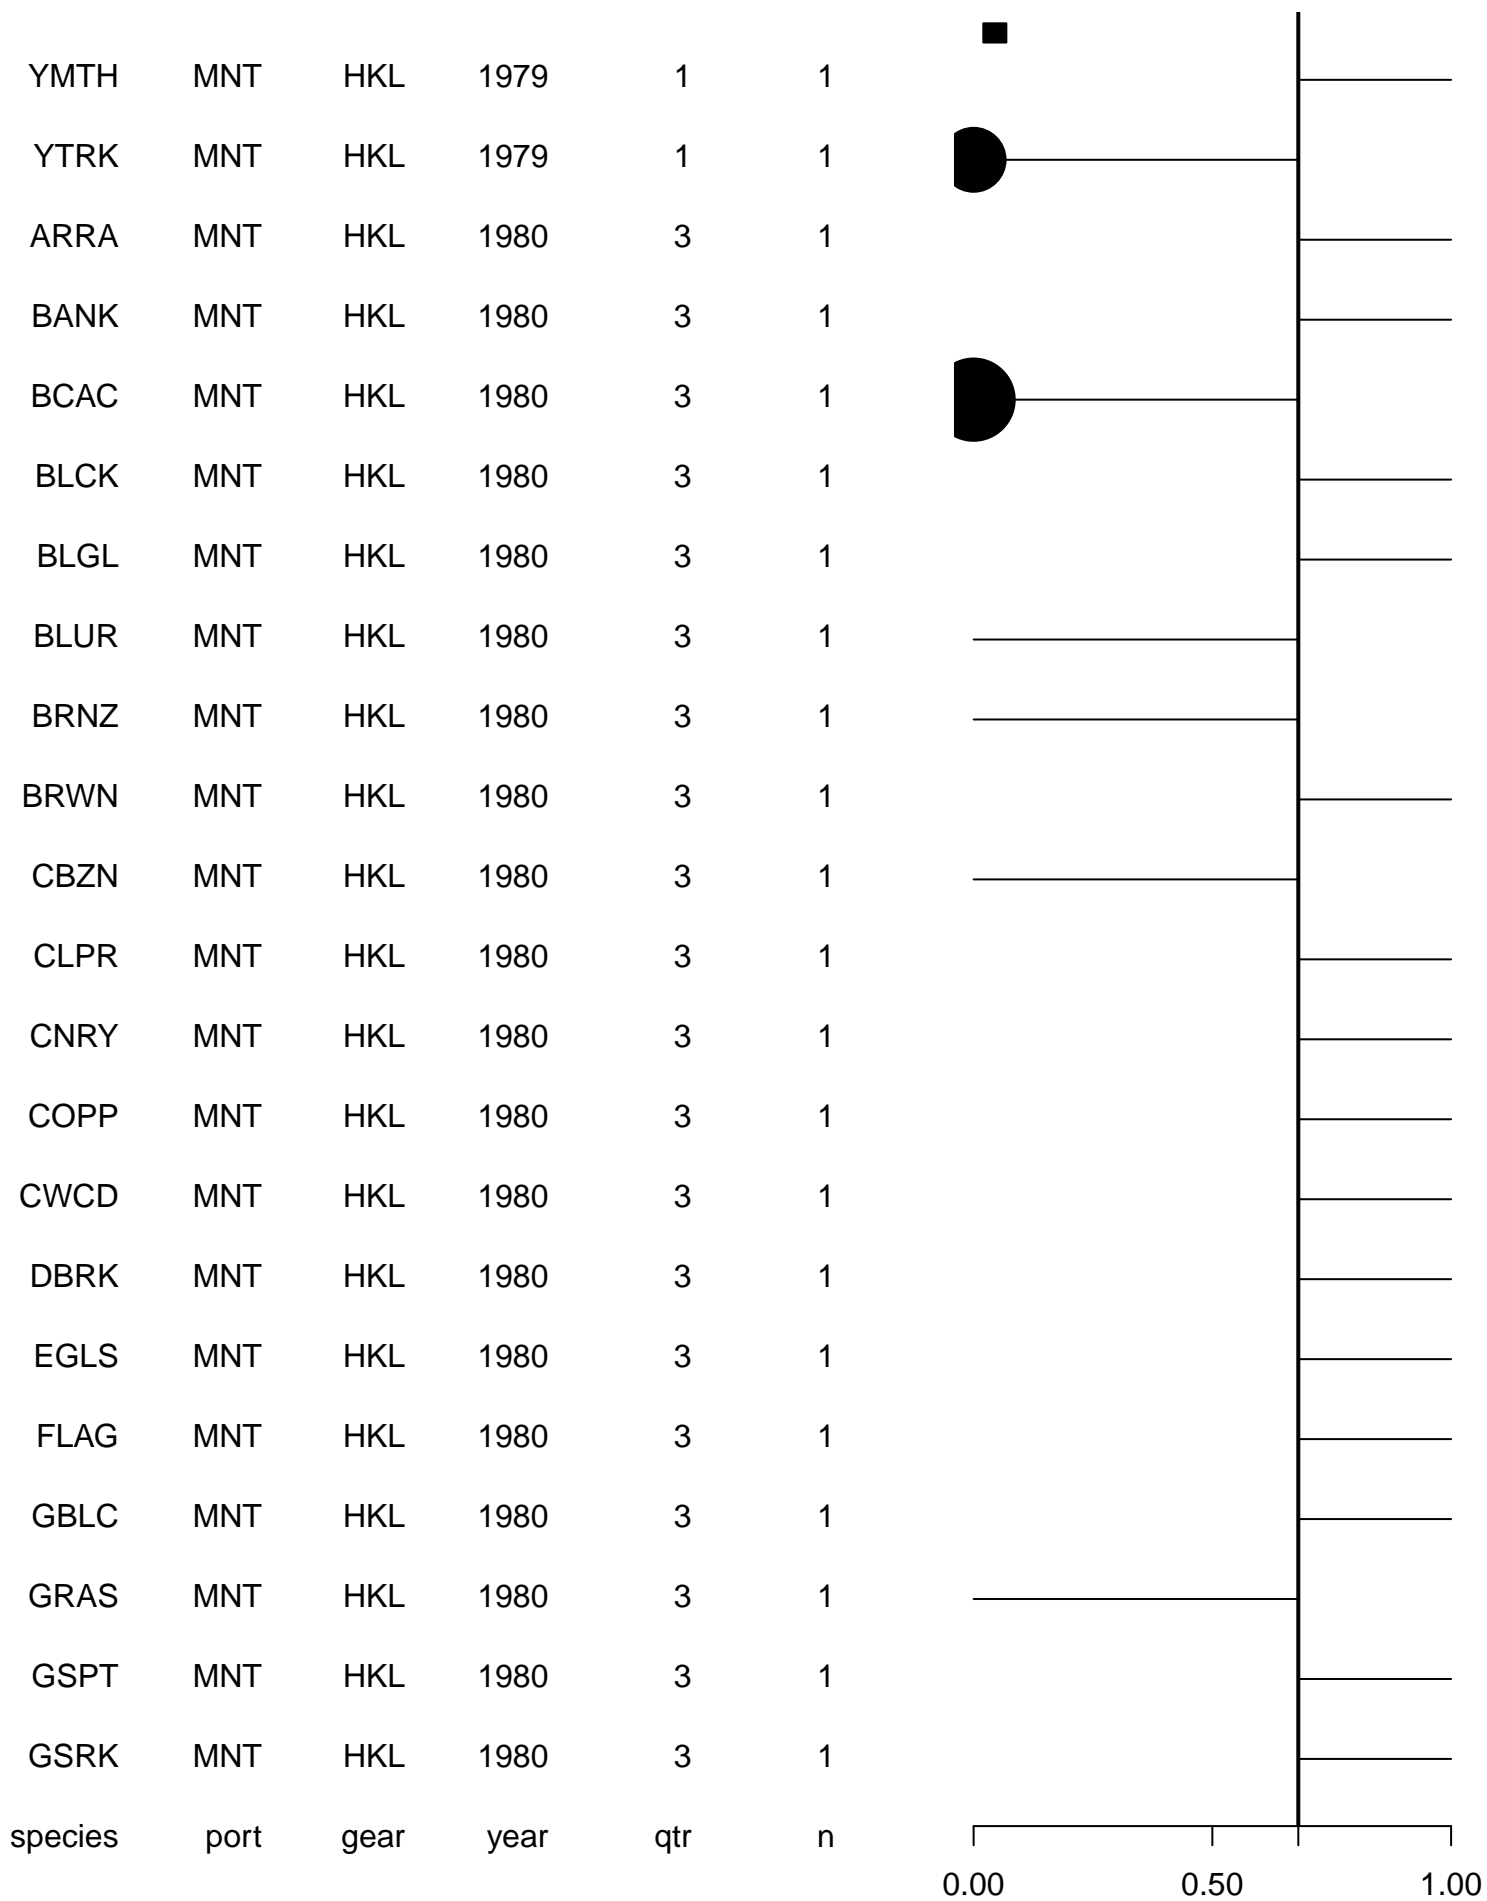 YMTH MNT HKL 1979 1 1
YTRK MNT HKL 1979 1 1
ARRA MNT HKL 1980 3 1
BANK MNT HKL 1980 3 1
BCAC MNT HKL 1980 3 1
BLCK MNT HKL 1980 3 1
BLGL MNT HKL 1980 3 1
BLUR MNT HKL 1980 3 1
BRNZ MNT HKL 1980 3 1
BRWN MNT HKL 1980 3 1
CBZN MNT HKL 1980 3 1
CLPR MNT HKL 1980 3 1
CNRY MNT HKL 1980 3 1
COPP MNT HKL 1980 3 1
CWCD MNT HKL 1980 3 1
DBRK MNT HKL 1980 3 1
EGLS MNT HKL 1980 3 1
FLAG MNT HKL 1980 3 1
GBLC MNT HKL 1980 3 1
GRAS MNT HKL 1980 3 1
GSPT MNT HKL 1980 3 1
GSRK MNT HKL 1980 3 1
species port gear year qtr n
0.00 0.50 1.00